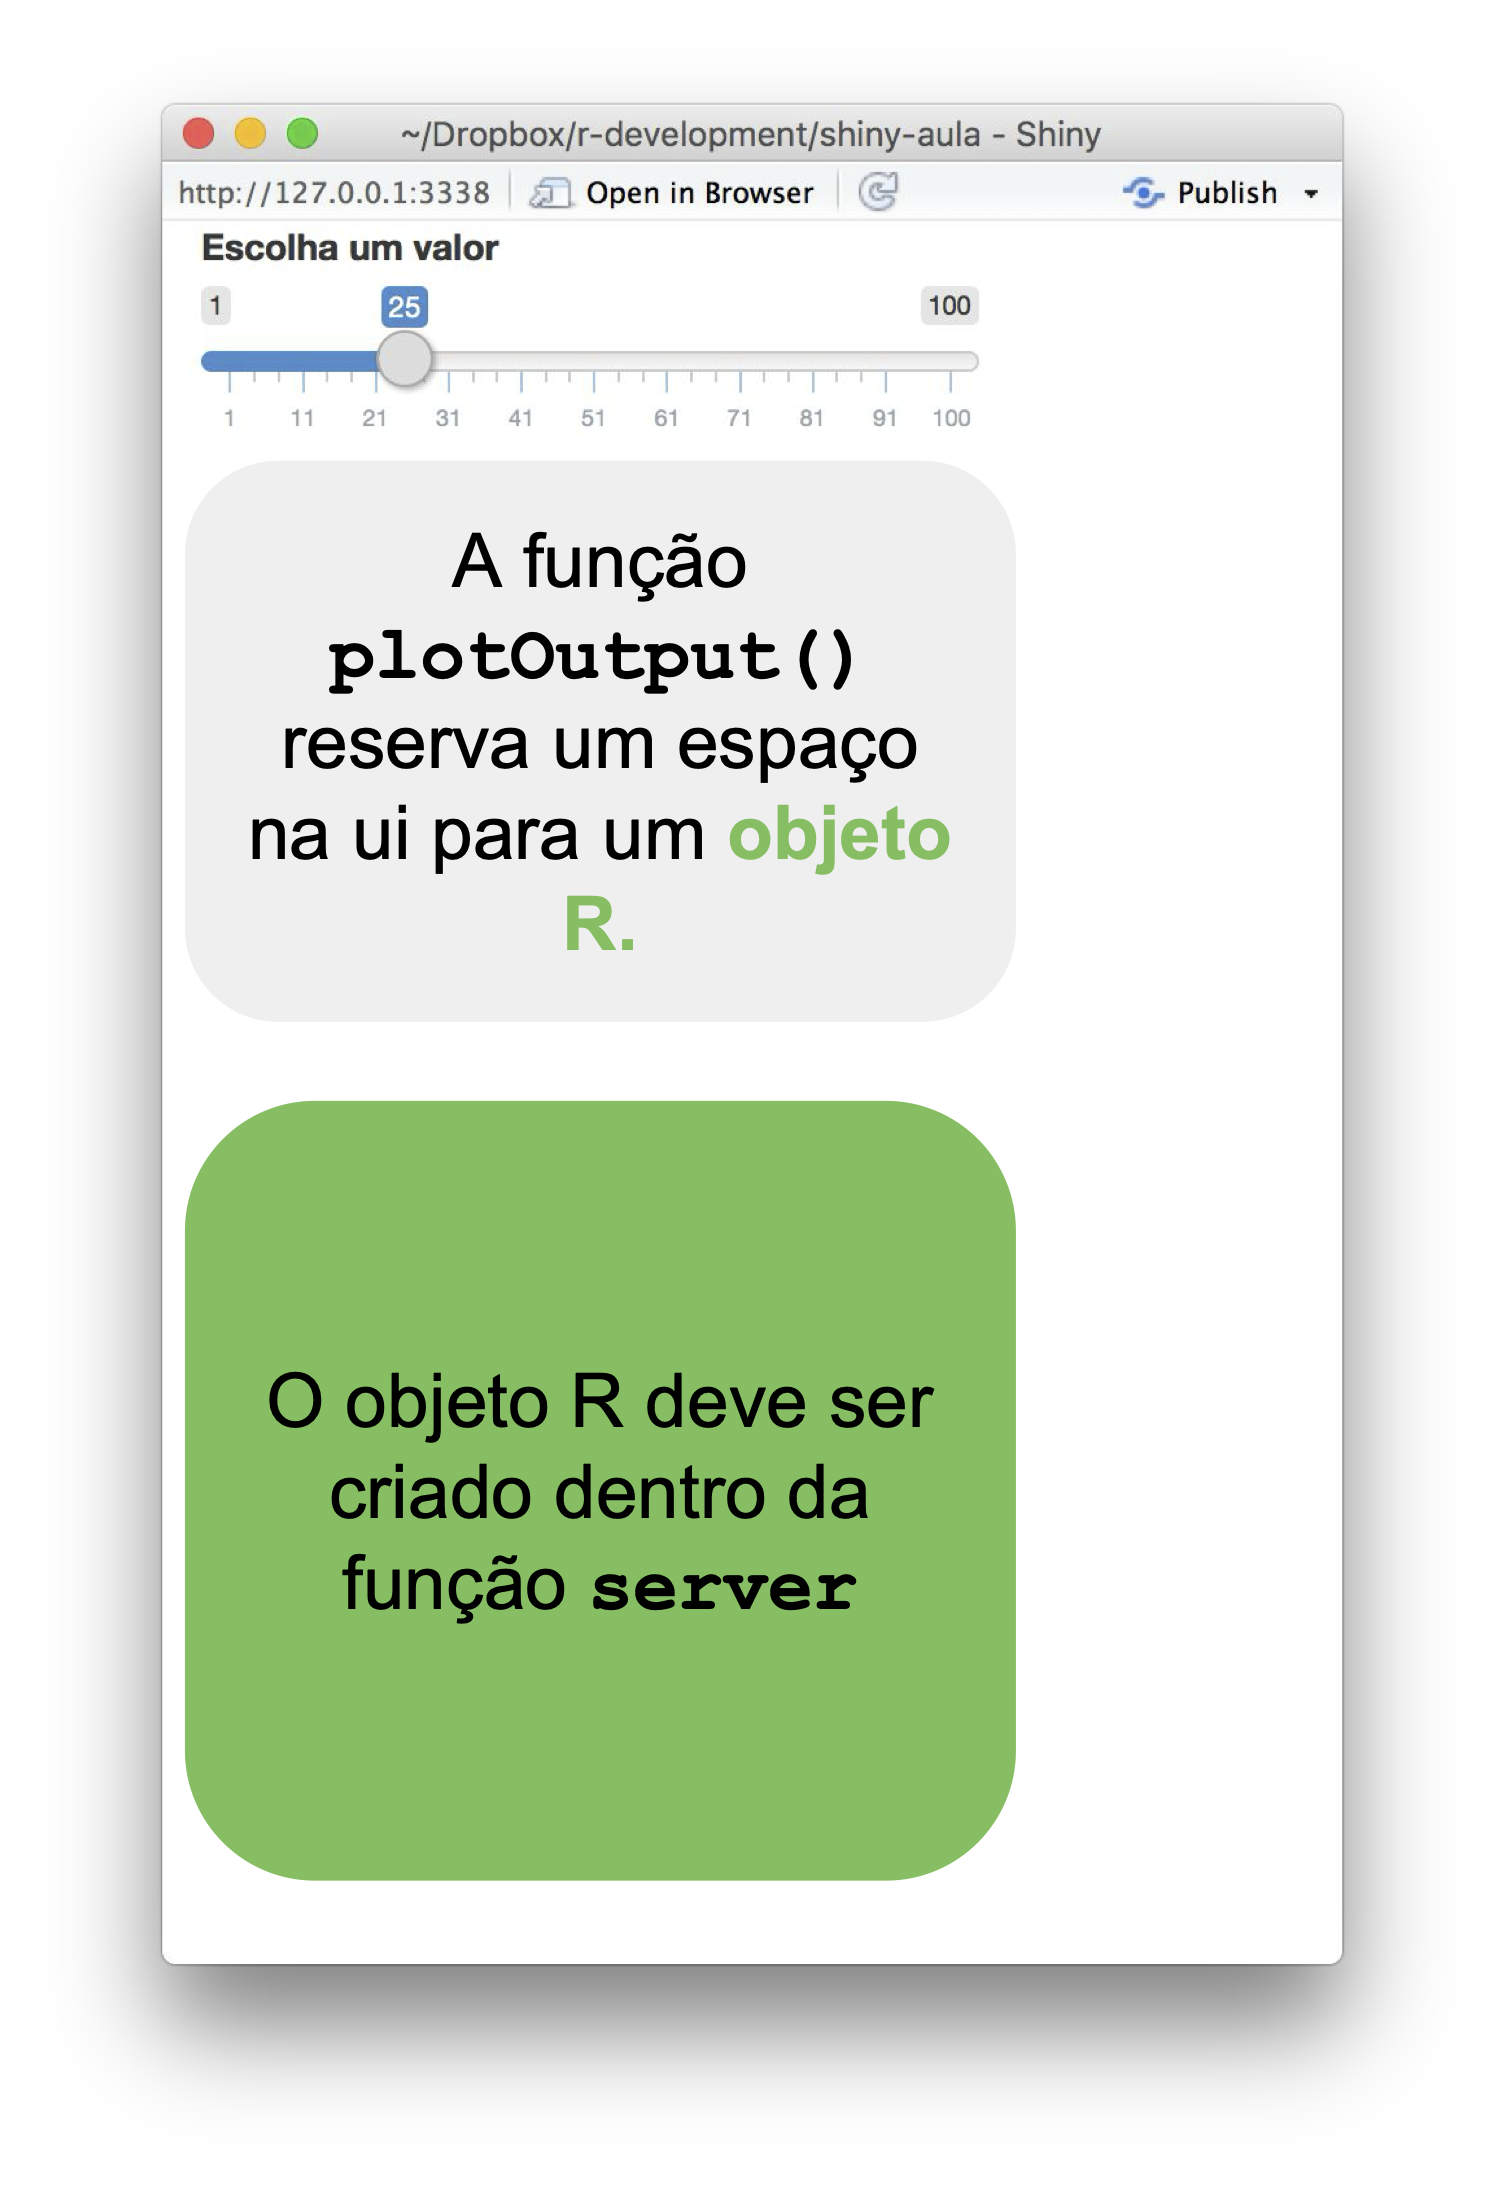 ~/Dropbox/r-development/shiny-aula - Shiny
http://127.0.0.1:3338 Open in Browser Publish
Escolha um valor
1 25 100
1 11 21 31 41 51 61 71 81 91 100
A função
plotOutput()
reserva um espaço
na ui para um objeto
R.
O objeto R deve ser
criado dentro da
função server